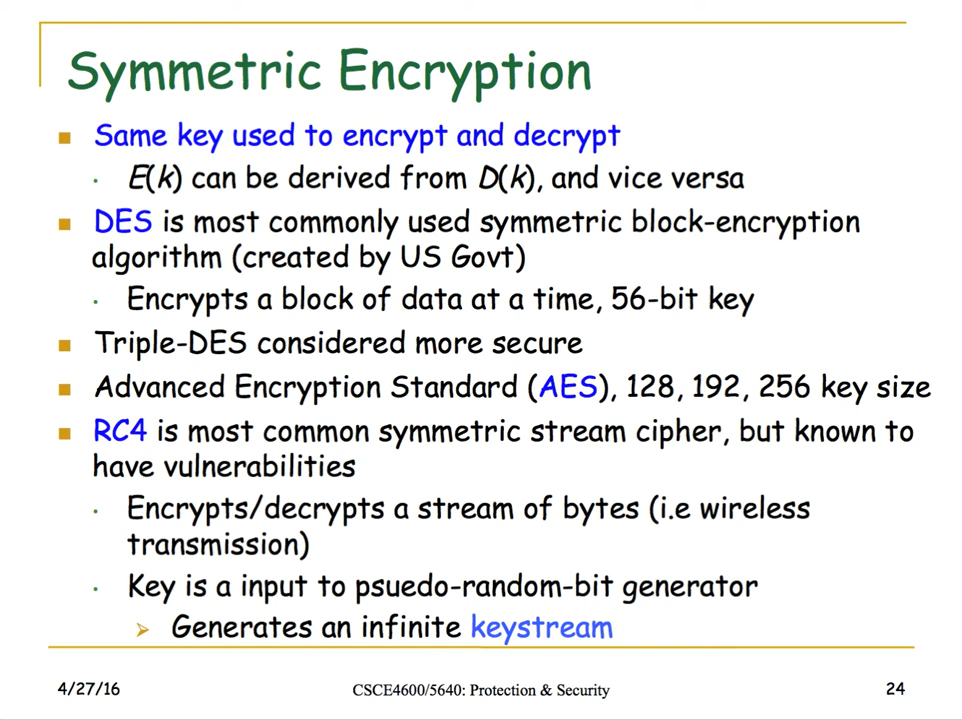 Symmetric Encryption
Same key used to encrypt and decrypt
E(k) can be derived from D(k), and vice versa
DES is most commonly used symmetric block-encryption
algorithm (created by US Govt)
Encrypts a block of data at a time, 56-bit key
Triple-DES considered more secure
Advanced Encryption Standard (AES), 128, 192, 256 key size
RC4 is most common symmetric stream cipher, but known to
have vulnerabilities
Encrypts/decrypts a stream of bytes (i.e wireless
transmission)
Key is a input to psuedo-random-bit generator
Generates an infinite keystream
4/27/16
CSCE4600/5640: Protection & Security
24